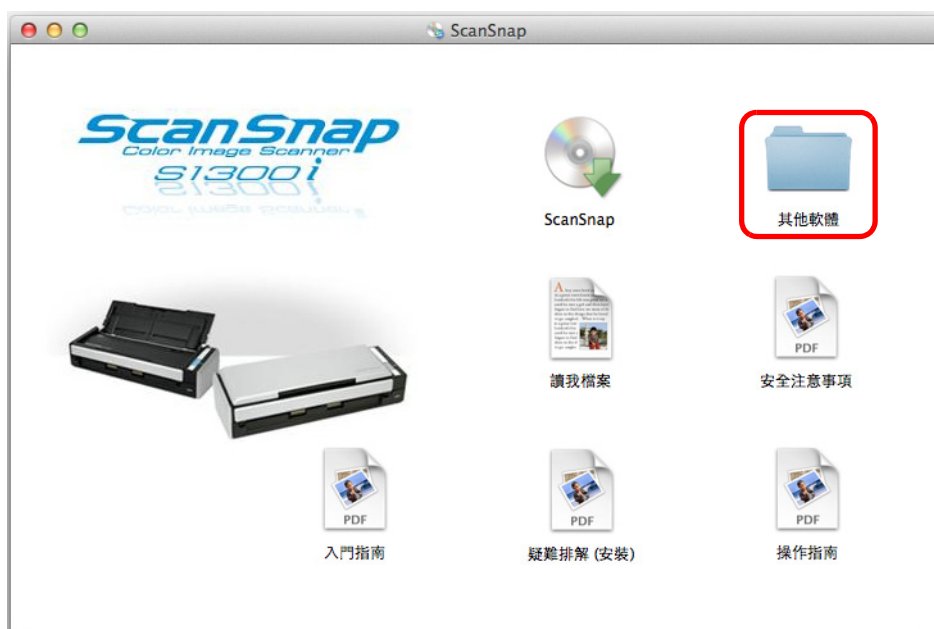 ScanSnap
ScanSnap
Color Image Scanner
S1300i
ScanSnap
其他軟體
讀我檔案
PDF
安全注意事項
PDF
入門指南
PDF
疑難排解 (安裝)
PDF
操作指南